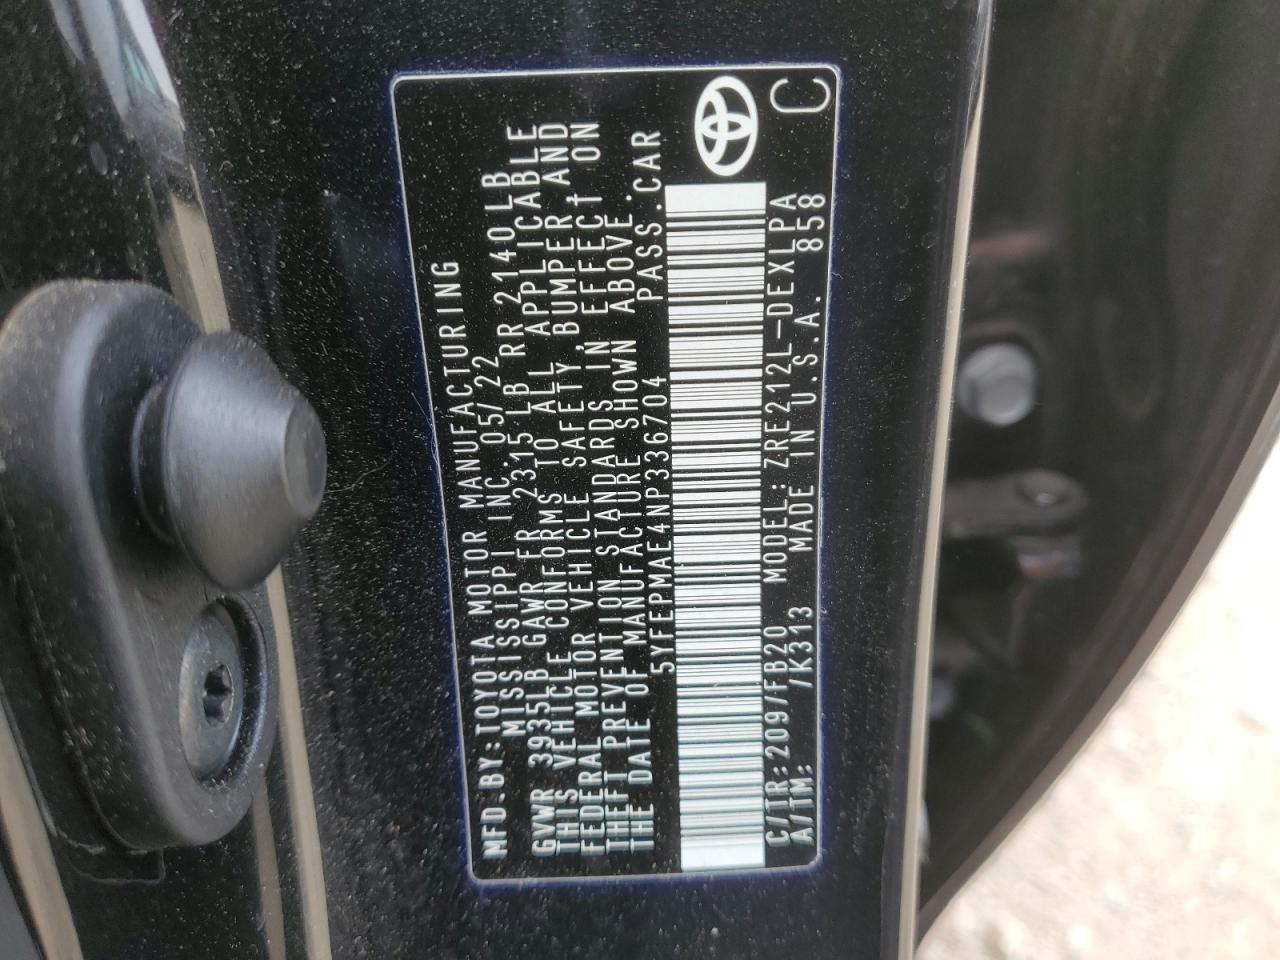 MFD.BY:TOYOTA MOTOR MANUFACTURING
MISSISSIPPI INC. 05/22
GVWR 3935LB GAWR FR 2315LB RR 2140LB
THIS VEHICLE CONFORMS TO ALL APPLICABLE
FEDERAL MOTOR VEHICLE SAFETY, BUMPER, AND
THEFT PREVENTION STANDARDS IN EFFECT ON
THE DATE OF MANUFACTURE SHOWN ABOVE.
5YFEPMAE4NP336704 PASS.CAR
C/TR:209/FB20 MODEL:ZRE212L-DEXLPA
A/TM: /K313 MADE IN U.S.A. 858
C